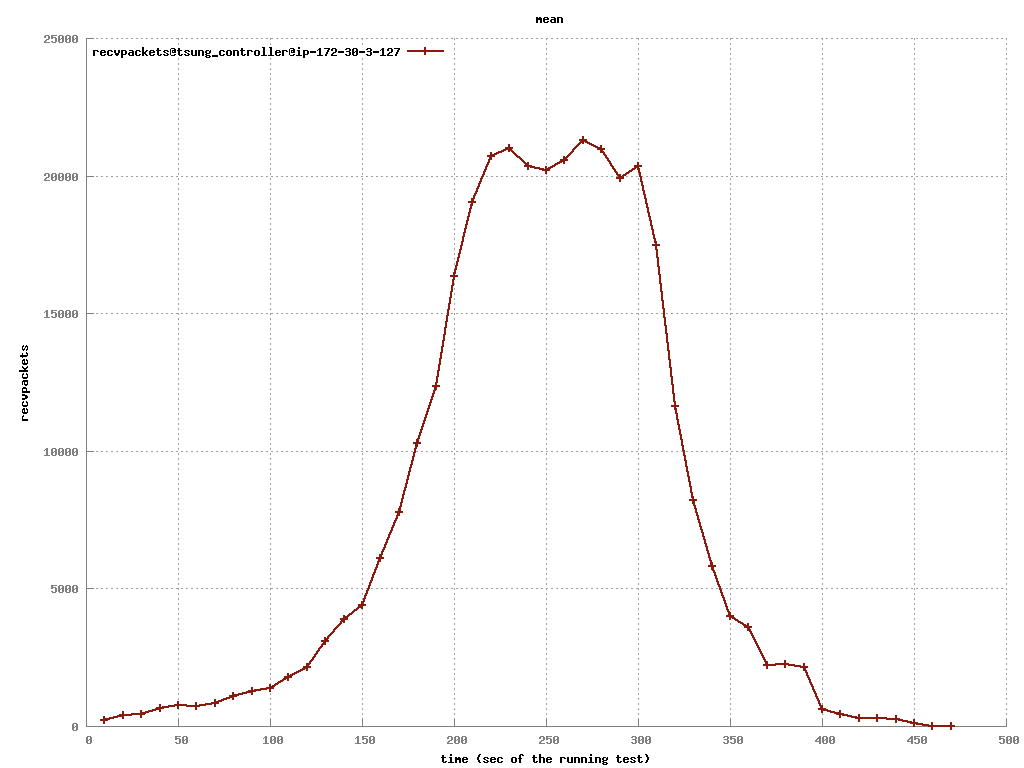 mean
25000
recvpackets@tsung_controller@ip-172-30-3-127
20000
15000
recvpackets
10000
5000
0
0 50 100 150 200 250 300 350 400 450 500
time (sec of the running test)